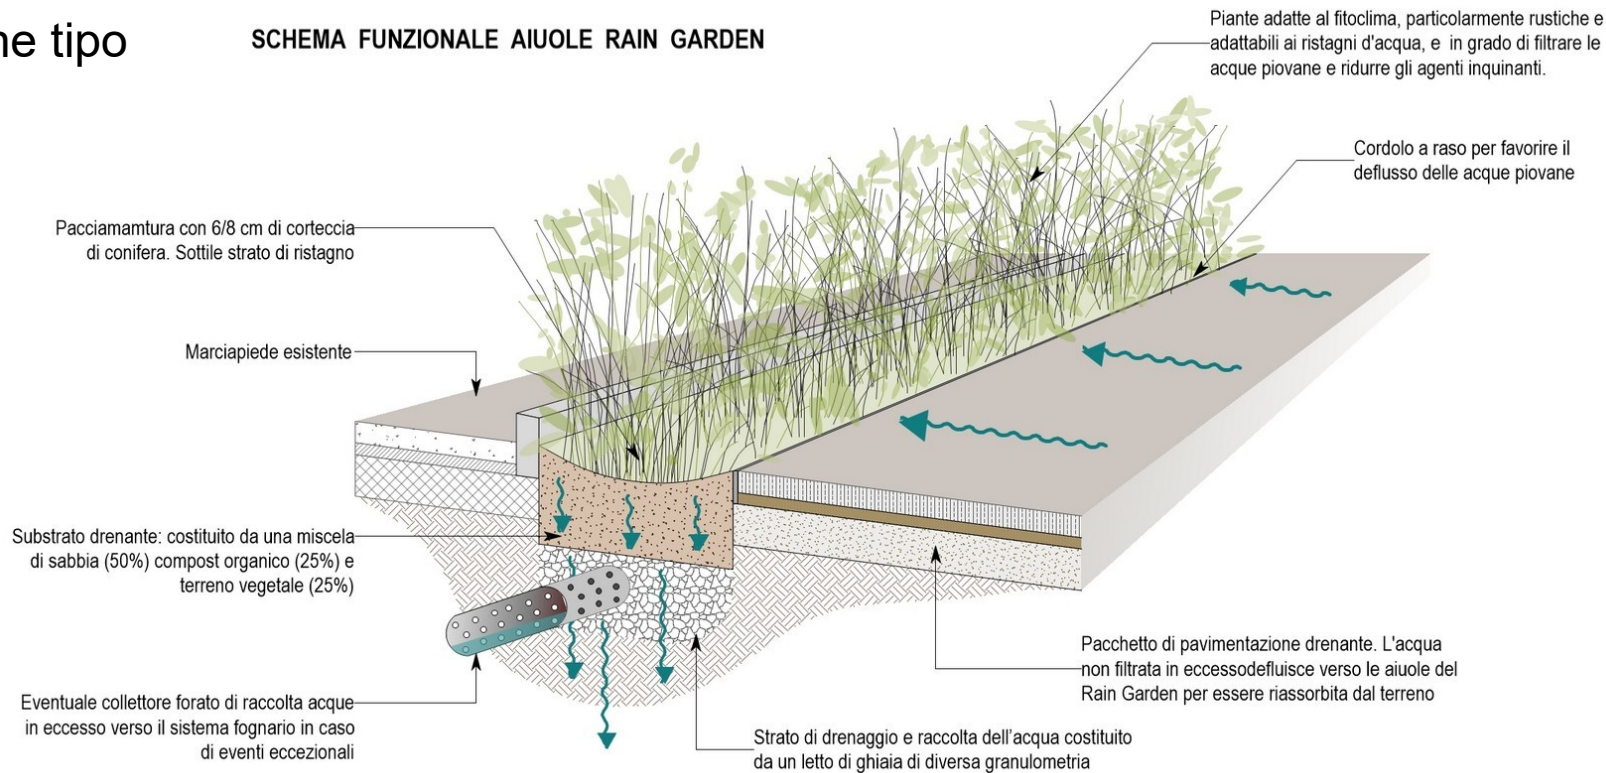 ne tipo
SCHEMA FUNZIONALE AIUOLE RAIN GARDEN
Piante adatte al fitoclima, particolarmente rustiche e
adattabili ai ristagni d'acqua, e in grado di filtrare le
acque piovane e ridurre gli agenti inquinanti.
Cordolo a raso per favorire il
deflusso delle acque piovane
Pacciamamtura con 6/8 cm di corteccia
di conifera. Sottile strato di ristagno
Marciapiede esistente
Substrato drenante: costituito da una miscela
di sabbia (50%) compost organico (25%) e
terreno vegetale (25%)
Eventuale collettore forato di raccolta acque
in eccesso verso il sistema fognario in caso
di eventi eccezionali
Pacchetto di pavimentazione drenante. L'acqua
non filtrata in eccessodefluisce verso le aiuole del
Rain Garden per essere riassorbita dal terreno
Strato di drenaggio e raccolta dell'acqua costituito
da un letto di ghiaia di diversa granulometria